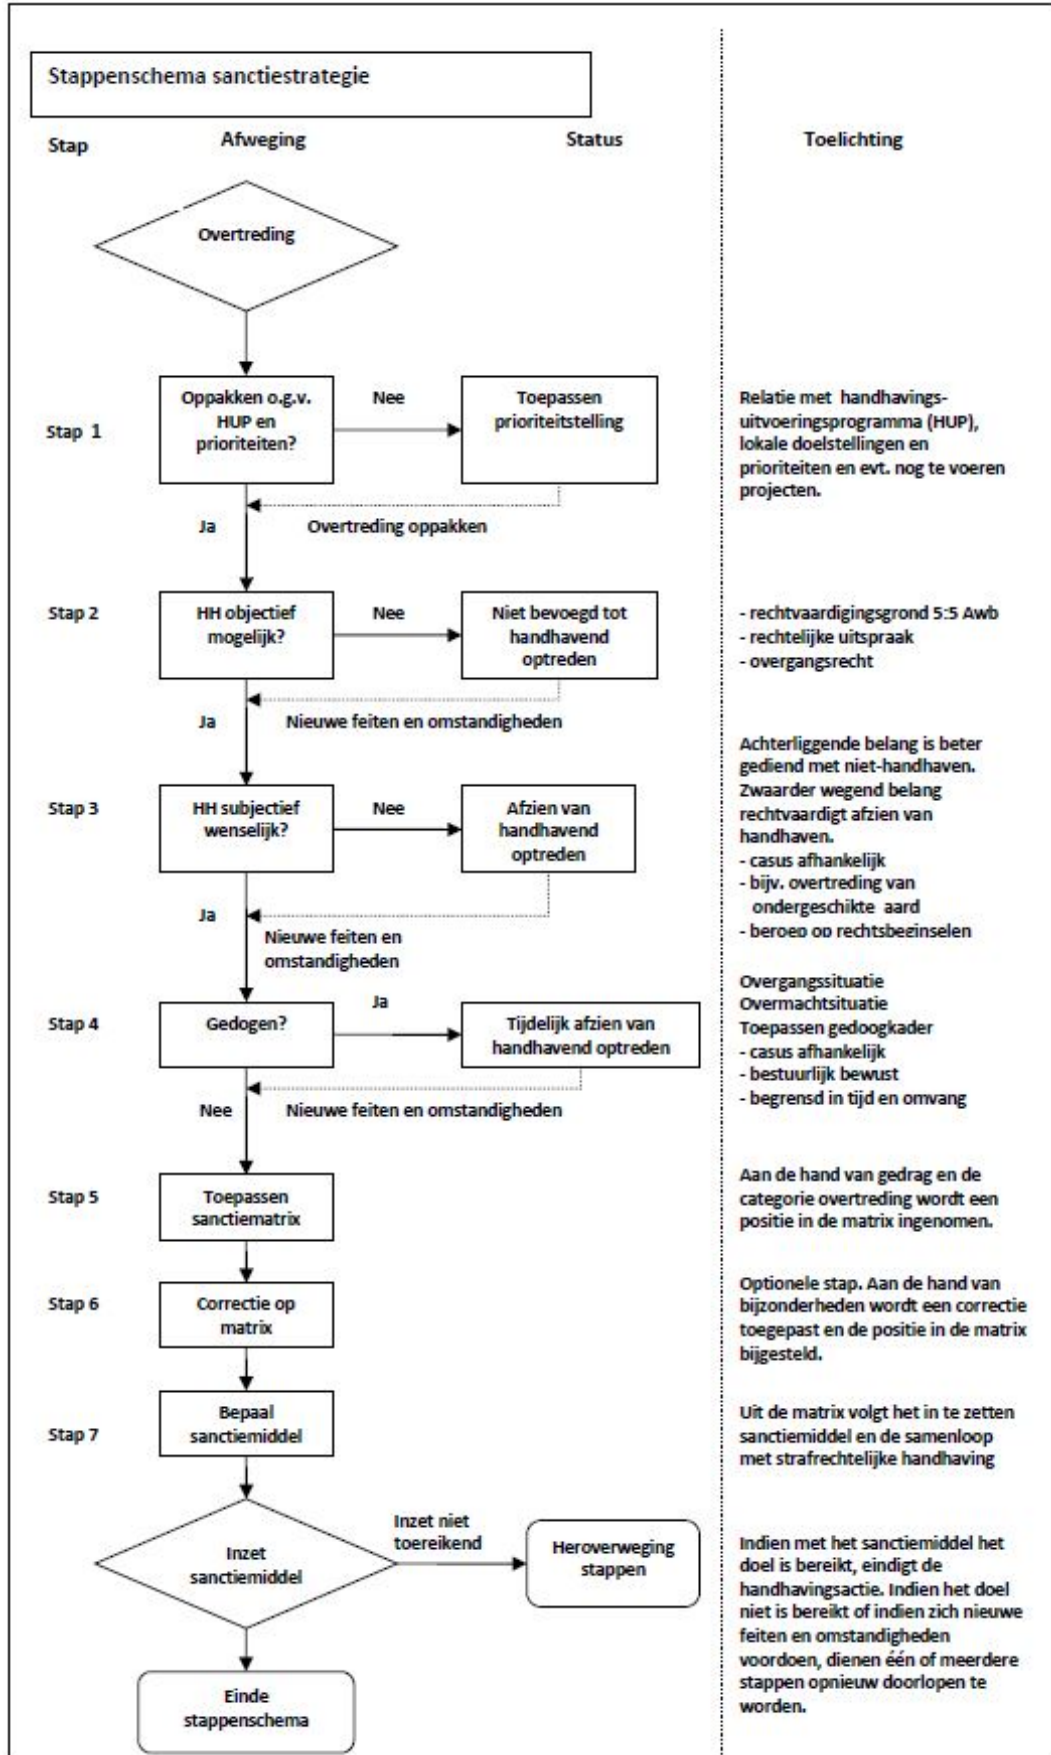 Stappenschema sanctiestrategie
Stap
Afweging
Status
Toelichting
Overtreding
Stap 1
Oppakken o.g.v.
HUP en
prioriteiten?
Nee
Toepassen
prioriteitstelling
Relatie met handhavings-
uitvoeringsprogramma (HUP),
lokale doelstellingen en
prioriteiten en evt. nog te voeren
projecten.
Ja
Overtreding oppakken
Stap 2
HH objectief
mogelijk?
Nee
Niet bevoegd tot
handhavend
optreden
- rechtvaardigingsgrond 5:5 Awb
- rechtelijke uitspraak
- overgangsrecht
Ja
Nieuwe feiten en omstandigheden
Stap 3
HH subjectief
wenselijk?
Nee
Afzien van
handhavend
optreden
Achterliggende belang is beter
gediend met niet-handhaven.
Zwaarder wegend belang
rechtvaardigt afzien van
handhaven.
- casus afhankelijk
- bijv. overtreding van
ondergeschikte aard
- beroep op rechtsbeginselen
Ja
Nieuwe feiten en
omstandigheden
Stap 4
Gedogen?
Ja
Tijdelijk afzien van
handhavend optreden
Overgangssituatie
Overmachtsituatie
Toepassen gedoogkader
- casus afhankelijk
- bestuurlijk bewust
- begrensd in tijd en omvang
Nee
Nieuwe feiten en omstandigheden
Stap 5
Toepassen
sanctiematrix
Aan de hand van gedrag en de
categorie overtreding wordt een
positie in de matrix ingenomen.
Stap 6
Correctie op
matrix
Optionele stap. Aan de hand van
bijzonderheden wordt een correctie
toegepast en de positie in de matrix
bijgesteld.
Stap 7
Bepaal
sanctiemiddel
Uit de matrix volgt het in te zetten
sanctiemiddel en de samenloop
met strafrechtelijke handhaving
Inzet
sanctiemiddel
Inzet niet
toereikend
Heroverweging
stappen
Indien met het sanctiemiddel het
doel is bereikt, eindigt de
handhavingsactie. Indien het doel
niet is bereikt of indien zich nieuwe
feiten en omstandigheden
voordoen, dienen één of meerdere
stappen opnieuw doorlopen te
worden.
Einde
stappenschema